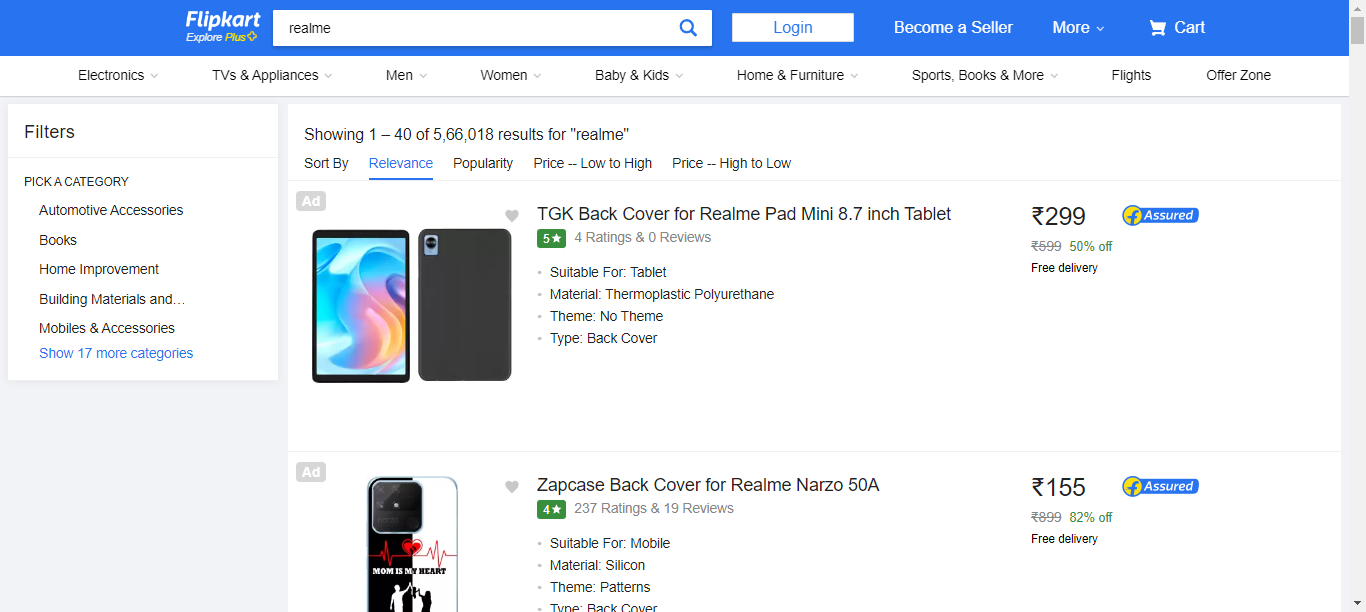 Flipkart
Explore Plus
realme
Login
Become a Seller
More
Cart
Electronics
TVs & Appliances
Men
Women
Baby & Kids
Home & Furniture
Sports, Books & More
Flights
Offer Zone
Filters
PICK A CATEGORY
Automotive Accessories
Books
Home Improvement
Building Materials and…
Mobiles & Accessories
Show 17 more categories
Showing 1 – 40 of 5,66,018 results for "realme"
Sort By
Relevance
Popularity
Price -- Low to High
Price -- High to Low
Ad
TGK Back Cover for Realme Pad Mini 8.7 inch Tablet
5★ 4 Ratings & 0 Reviews
• Suitable For: Tablet
• Material: Thermoplastic Polyurethane
• Theme: No Theme
• Type: Back Cover
₹299
Assured
₹599 50% off
Free delivery
Ad
MOM IS MY HEART
Zapcase Back Cover for Realme Narzo 50A
4★ 237 Ratings & 19 Reviews
• Suitable For: Mobile
• Material: Silicon
• Theme: Patterns
• Type: Back Cover
₹155
Assured
₹899 82% off
Free delivery